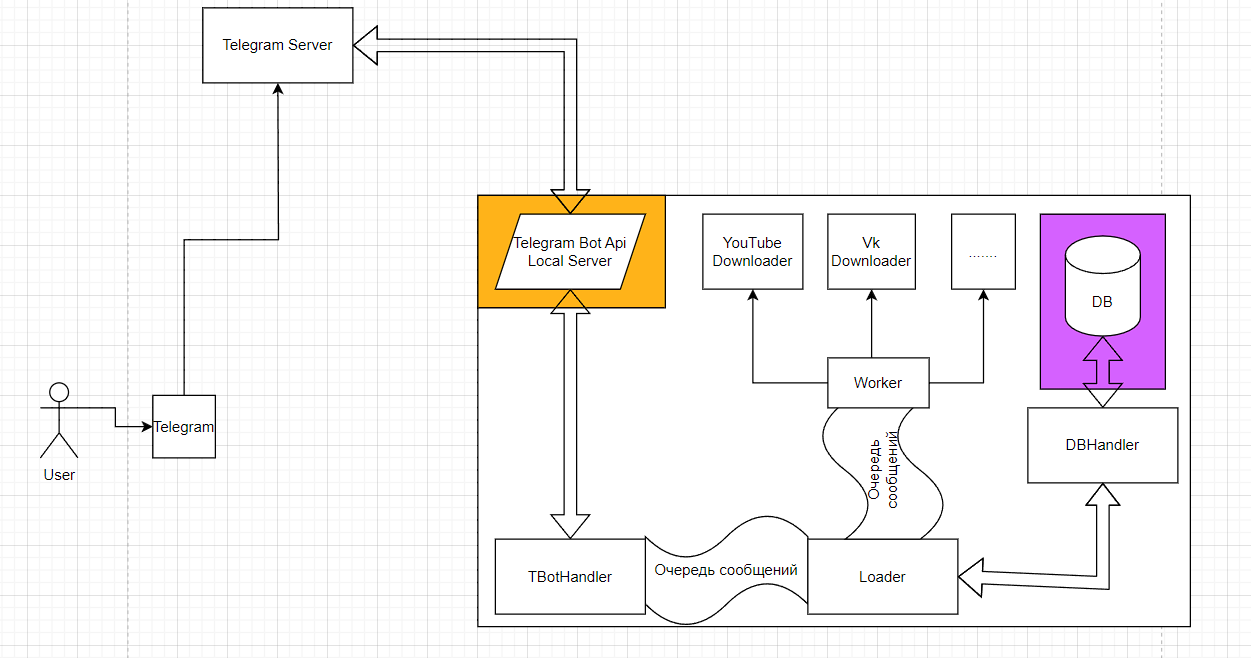 Telegram Server
Telegram Bot Api
Local Server
YouTube
Downloader
Vk
Downloader
.......
DB
Worker
Telegram
User
DBHandler
Очередь
сообщений
TBotHandler
Очередь сообщений
Loader